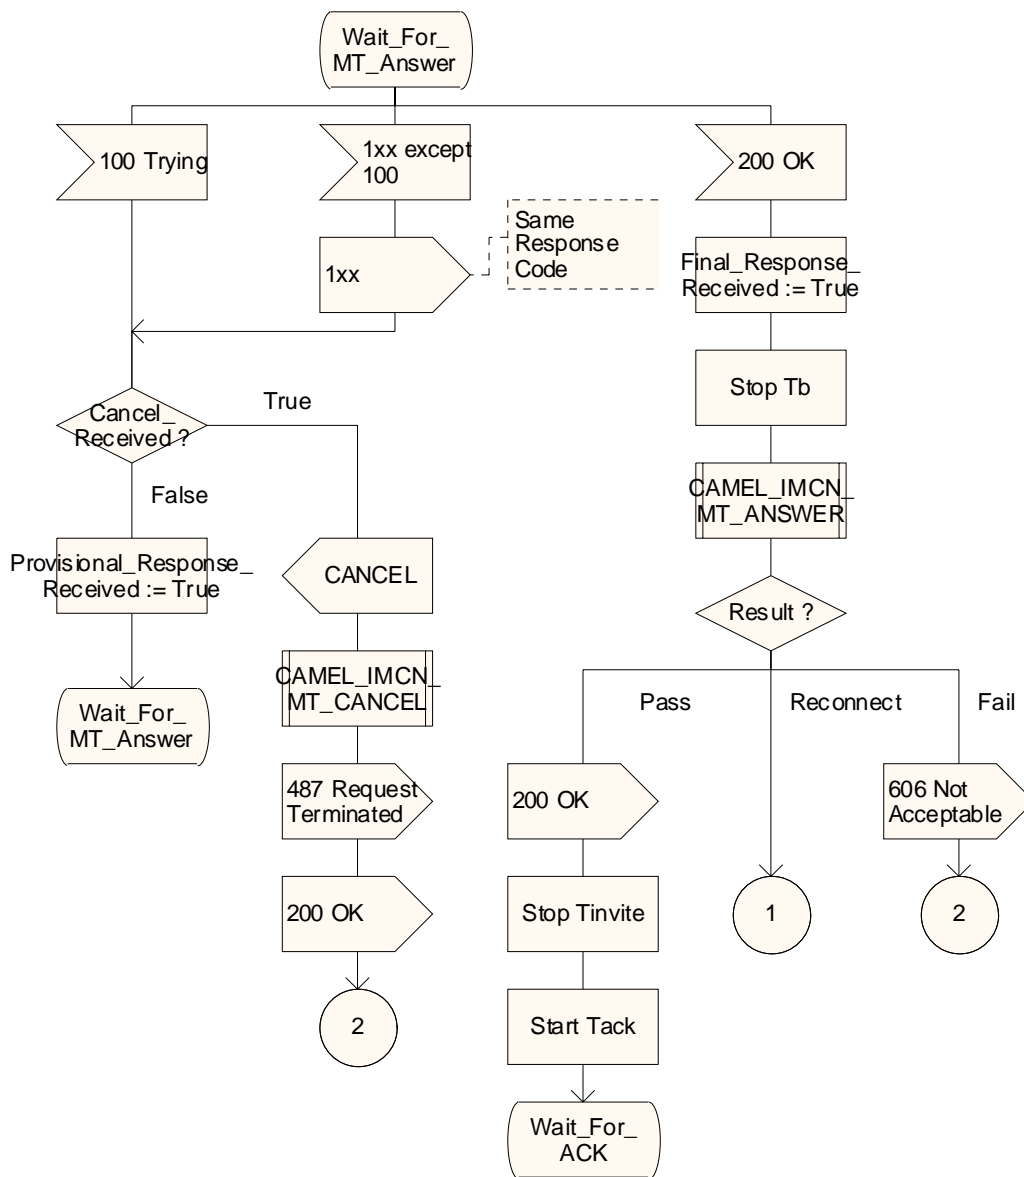 Wait_For_
MT_Answer
100 Trying
1xx except
100
200 OK
1xx
Same
Response
Code
Final_Response_
Received := True
Stop Tb
Cancel_
Received ?
True
False
CAMEL_IMCN_
MT_ANSWER
Provisional_Response_
Received := True
CANCEL
Result ?
CAMEL_IMCN_
MT_CANCEL
Pass
Reconnect
Fail
Wait_For_
MT_Answer
487 Request
Terminated
200 OK
606 Not
Acceptable
200 OK
Stop Tinvite
1
2
2
Start Tack
Wait_For_
ACK